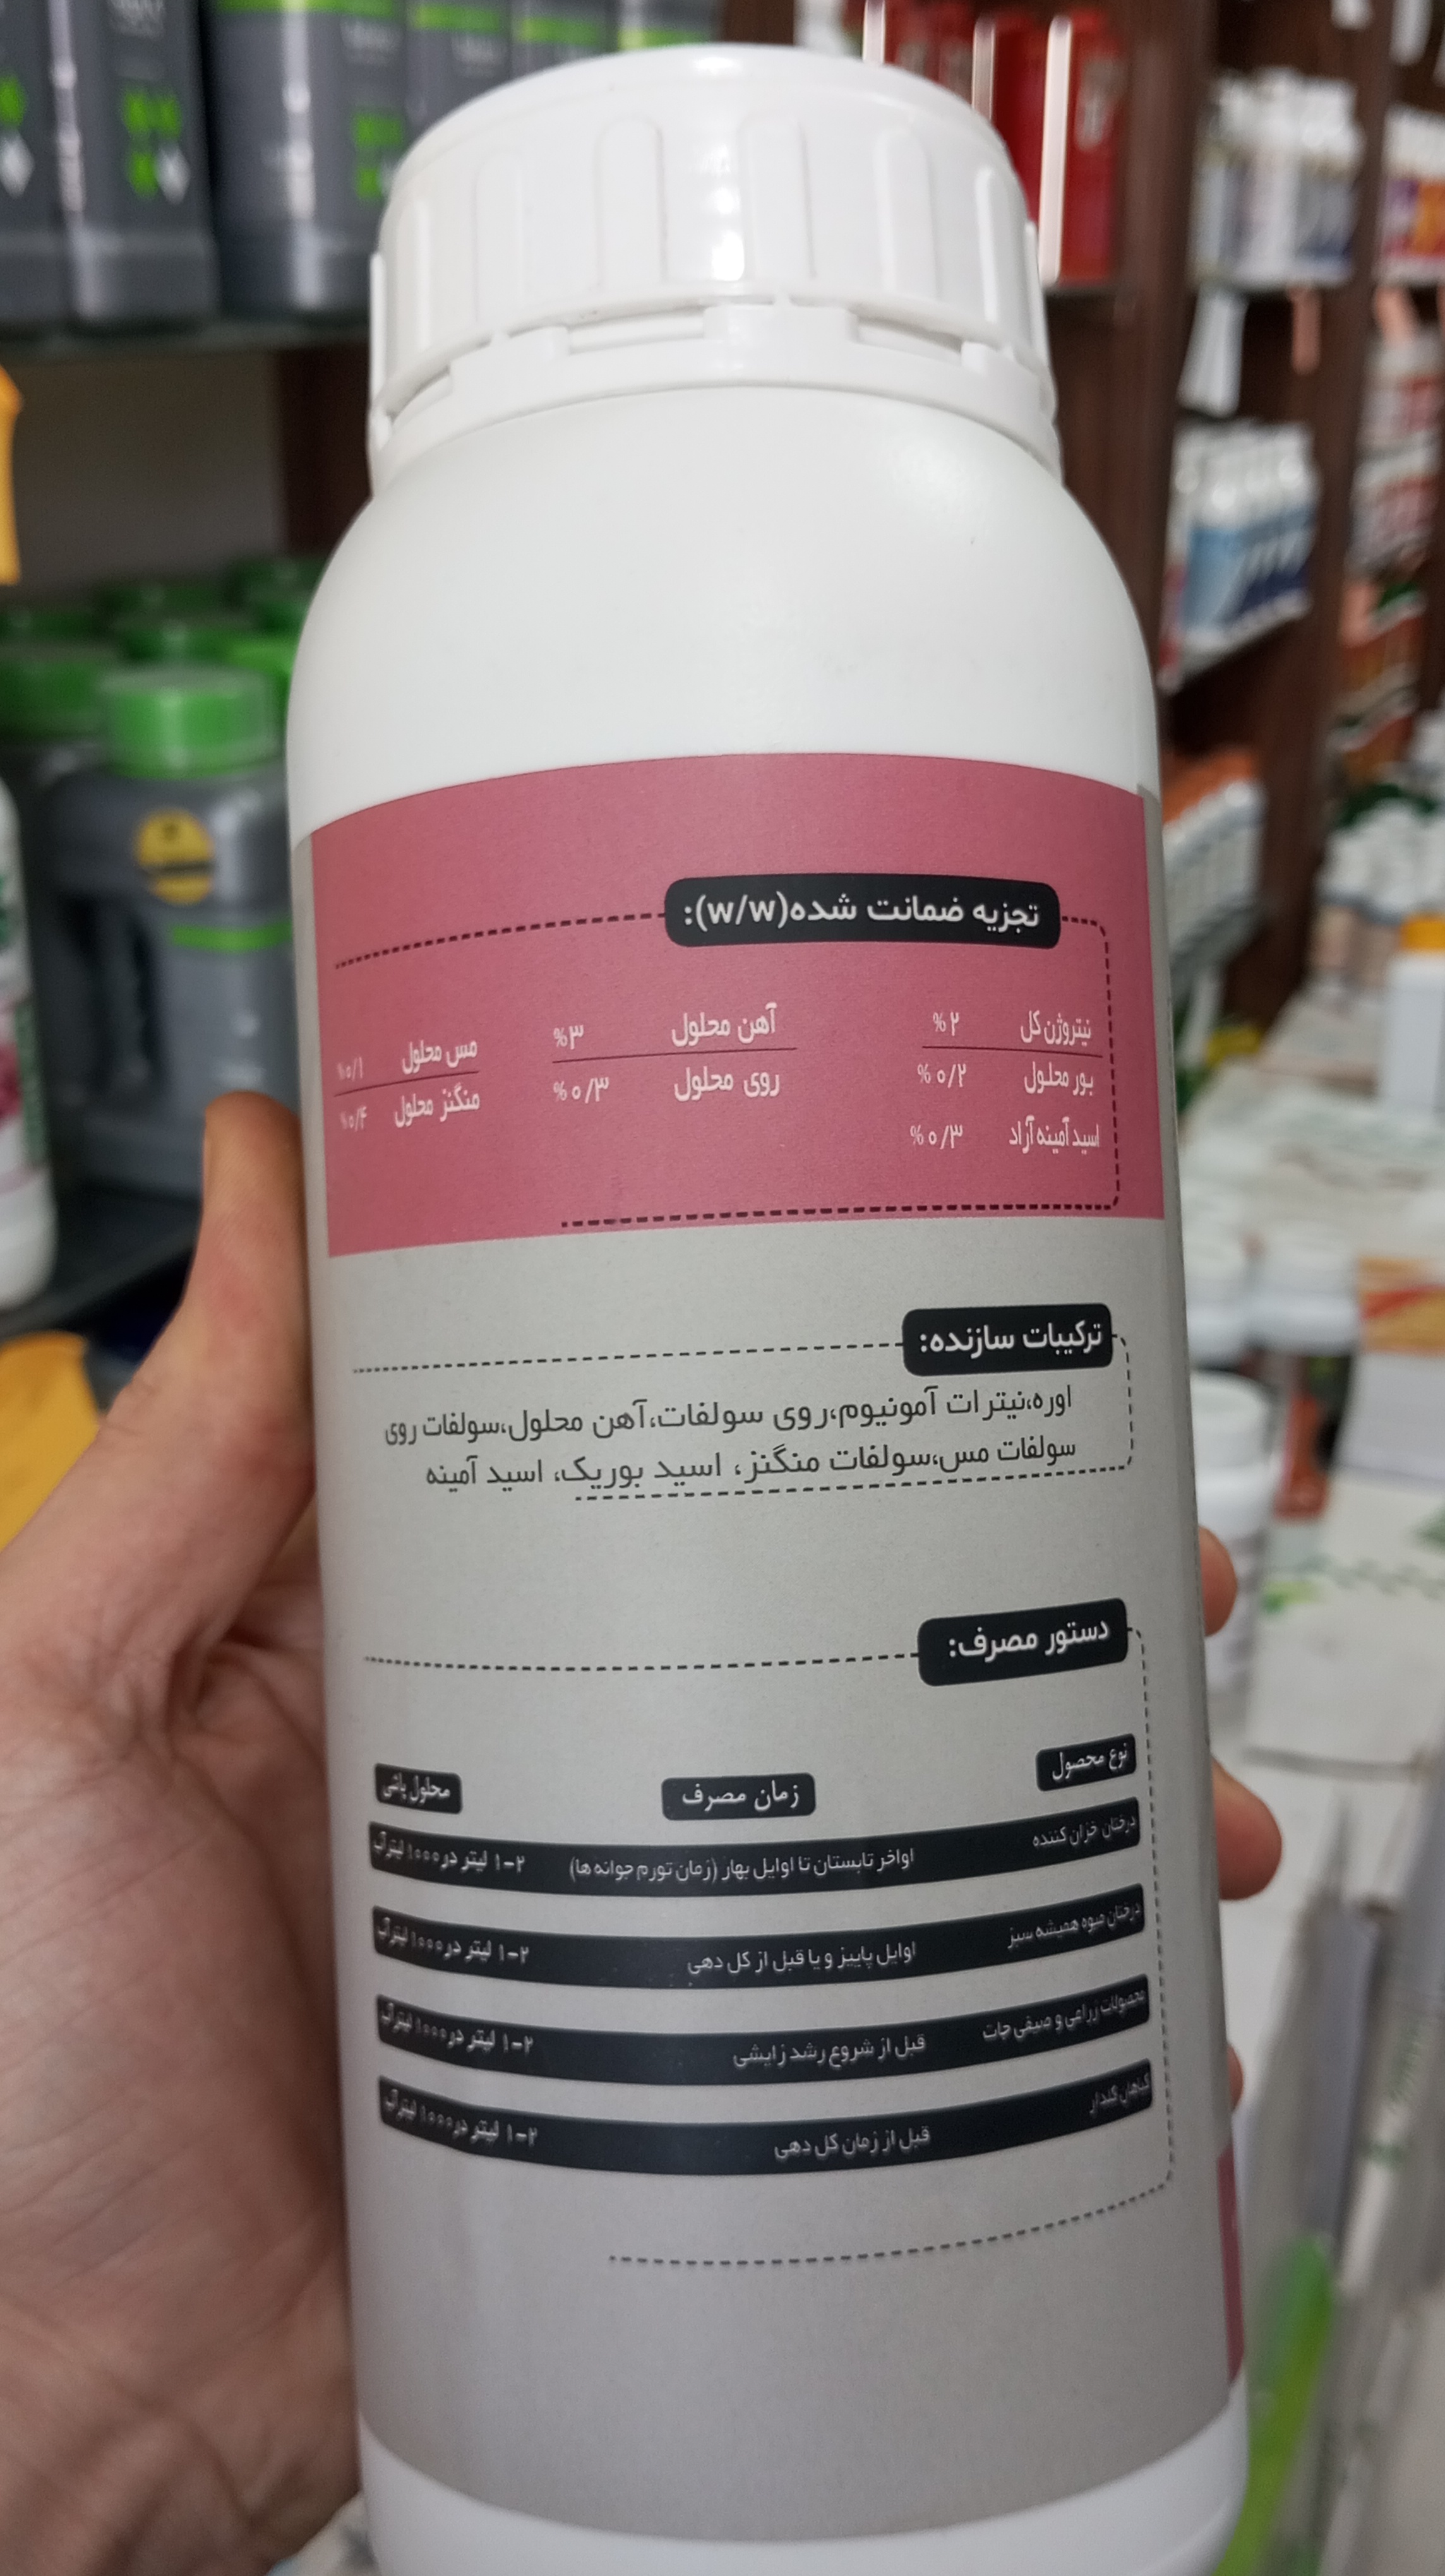 تجزیه ضمانت شده(w/w):
نیتروژن کل ۲% آهن محلول ۳% مس محلول ۰/۱%
بور محلول ۰/۲% روی محلول ۰/۳% منگنز محلول ۰/۴%
اسید آمینه آزاد ۰/۳%
ترکیبات سازنده:
اوره،نیترات آمونیوم،روی سولفات،آهن محلول،سولفات روی
سولفات مس،سولفات منگنز، اسید بوریک، اسید آمینه
دستور مصرف:
نوع محصول زمان مصرف محلول پاشی
درختان خزان کننده اواخر تابستان تا اوایل بهار (زمان تورم جوانه ها) ۱-۲ لیتر در ۱۰۰۰ لیتر آب
درختان میوه همیشه سبز اوایل پاییز و یا قبل از گل دهی ۱-۲ لیتر در ۱۰۰۰ لیتر آب
محصولات زراعی و صیفی جات قبل از شروع رشد زایشی ۱-۲ لیتر در ۱۰۰۰ لیتر آب
گیاهان گلدار قبل از زمان گل دهی ۱-۲ لیتر در ۱۰۰۰ لیتر آب